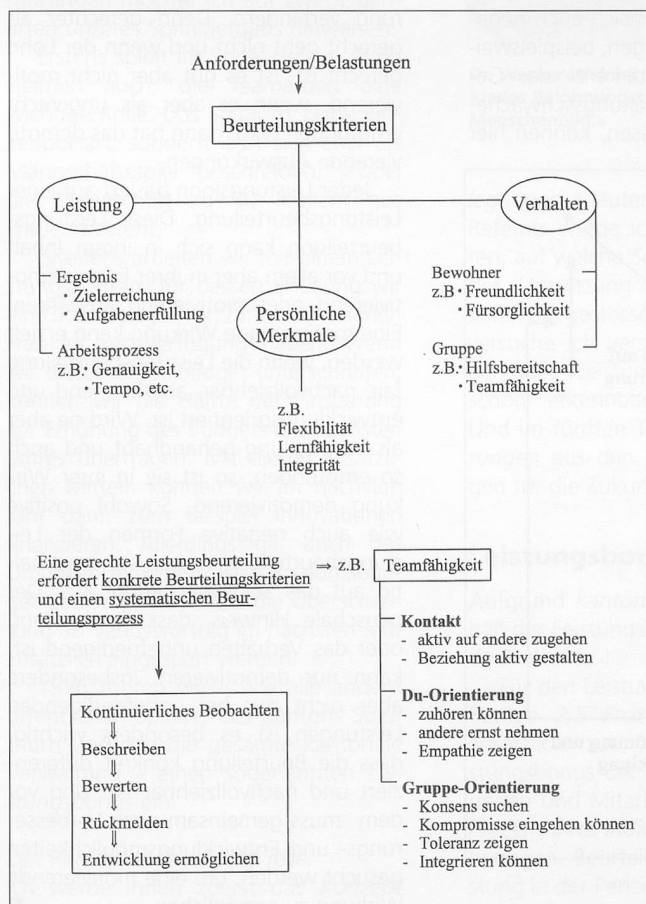 Anforderungen/Belastungen
Beurteilungskriterien
Leistung
Ergebnis
· Zielerreichung
· Aufgabenerfüllung
Arbeitsprozess
z.B.· Genauigkeit,
· Tempo, etc.
Persönliche
Merkmale
z.B.
Flexibilität
Lernfähigkeit
Integrität
Verhalten
Bewohner
z.B · Freundlichkeit
· Fürsorglichkeit
Gruppe
z.B.· Hilfsbereitschaft
· Teamfähigkeit
Eine gerechte Leistungsbeurteilung ⇒ z.B. Teamfähigkeit
erfordert konkrete Beurteilungskriterien
und einen systematischen Beur-
teilungsprozess
Kontinuierliches Beobachten
Beschreiben
Bewerten
Rückmelden
Entwicklung ermöglichen
Kontakt
- aktiv auf andere zugehen
- Beziehung aktiv gestalten
Du-Orientierung
- zuhören können
- andere ernst nehmen
- Empathie zeigen
Gruppe-Orientierung
- Konsens suchen
- Kompromisse eingehen können
- Toleranz zeigen
- Integrieren können